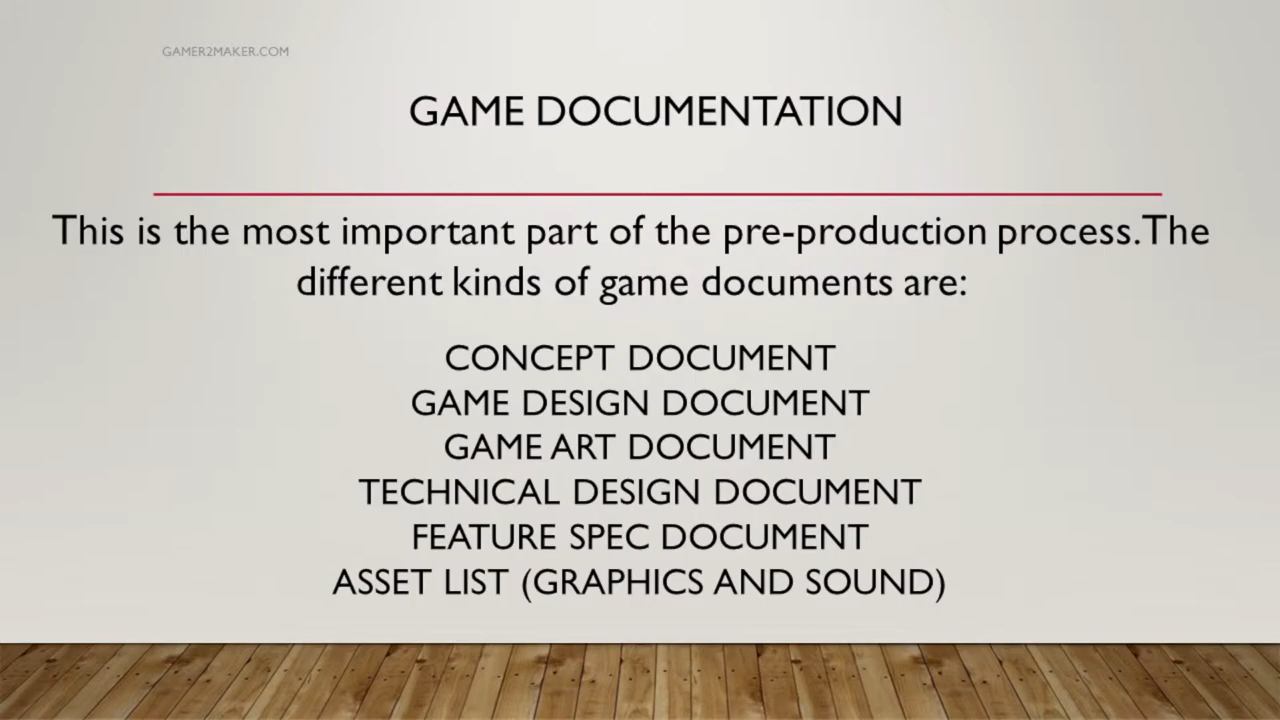 GAMER2MAKER.COM
GAME DOCUMENTATION
This is the most important part of the pre-production process. The
different kinds of game documents are:
CONCEPT DOCUMENT
GAME DESIGN DOCUMENT
GAME ART DOCUMENT
TECHNICAL DESIGN DOCUMENT
FEATURE SPEC DOCUMENT
ASSET LIST (GRAPHICS AND SOUND)